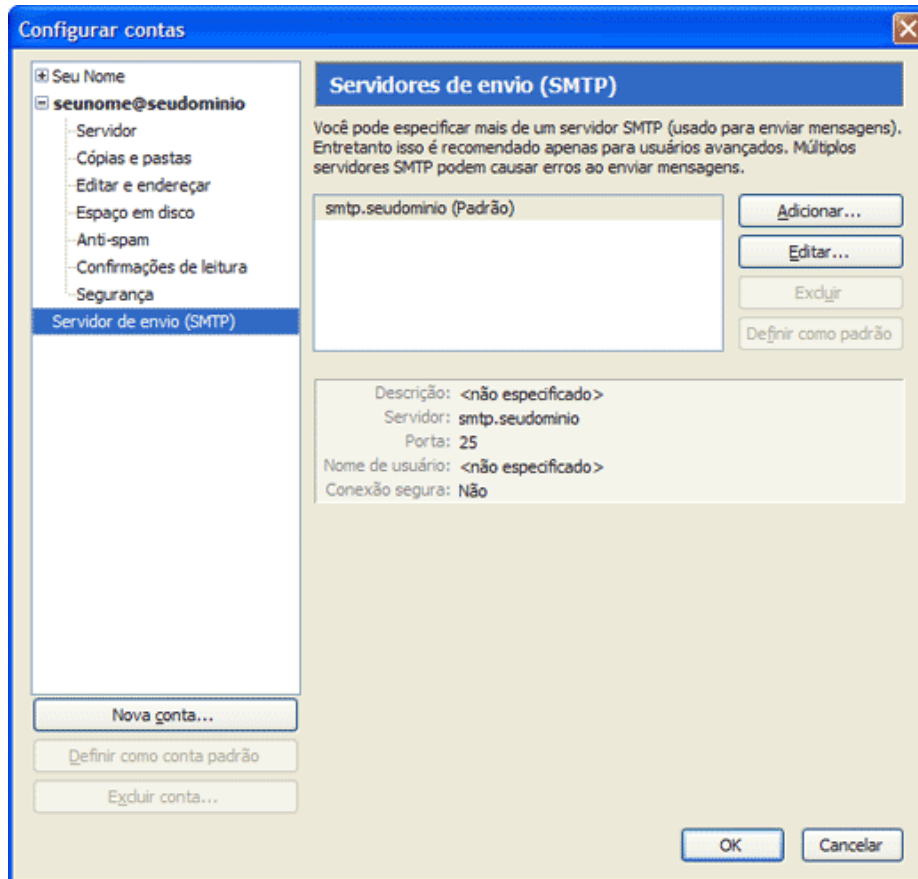 Configurar contas
Seu Nome
seunome@seudominio
Servidor
Cópias e pastas
Editar e endereçar
Espaço em disco
Anti-spam
Confirmações de leitura
Segurança
Servidor de envio (SMTP)
Nova conta...
Definir como conta padrão
Excluir conta...
Servidores de envio (SMTP)
Você pode especificar mais de um servidor SMTP (usado para enviar mensagens).
Entretanto isso é recomendado apenas para usuários avançados. Múltiplos
servidores SMTP podem causar erros ao enviar mensagens.
smtp.seudominio (Padrão)
Adicionar...
Editar...
Excluir
Definir como padrão
Descrição: <não especificado>
Servidor: smtp.seudominio
Porta: 25
Nome de usuário: <não especificado>
Conexão segura: Não
OK
Cancelar